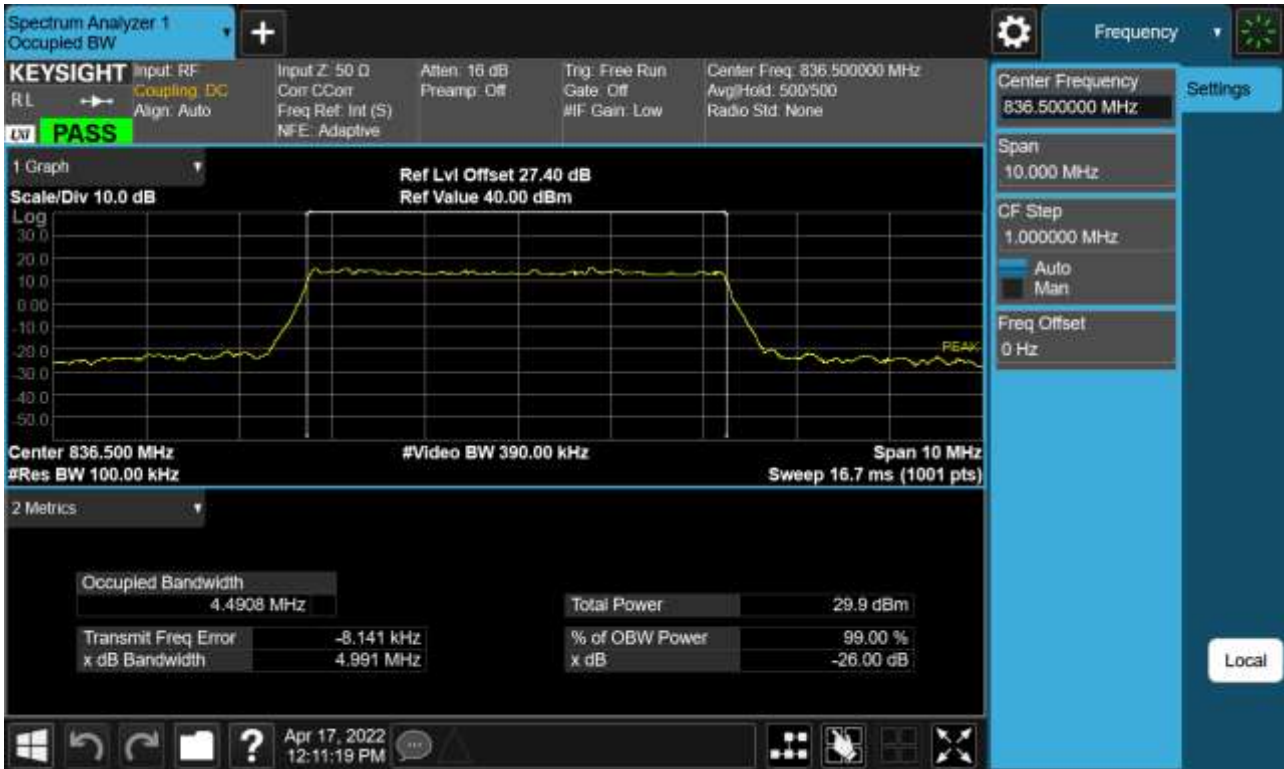 Spectrum Analyzer 1
Occupied BW
+
Frequency
KEYSIGHT
RL
LXI
PASS
Input: RF
Coupling: DC
Align: Auto
Input Z: 50 Ω
Corr CCorr
Freq Ref: Int (S)
NFE: Adaptive
Atten: 16 dB
Preamp: Off
Trig: Free Run
Gate: Off
#IF Gain: Low
Center Freq: 836.500000 MHz
Avg|Hold: 500/500
Radio Std: None
Center Frequency
836.500000 MHz
Settings
Span
10.000 MHz
CF Step
1.000000 MHz
Auto
Man
Freq Offset
0 Hz
Local
1 Graph
Scale/Div 10.0 dB
Ref Lvl Offset 27.40 dB
Ref Value 40.00 dBm
Log
30.0
20.0
10.0
0.00
-10.0
-20.0
-30.0
-40.0
-50.0
PEAK
Center 836.500 MHz
#Video BW 390.00 kHz
Span 10 MHz
#Res BW 100.00 kHz
Sweep 16.7 ms (1001 pts)
2 Metrics
Occupied Bandwidth
4.4908 MHz
Total Power 29.9 dBm
Transmit Freq Error -8.141 kHz
% of OBW Power 99.00 %
x dB Bandwidth 4.991 MHz
x dB -26.00 dB
?
Apr 17, 2022
12:11:19 PM